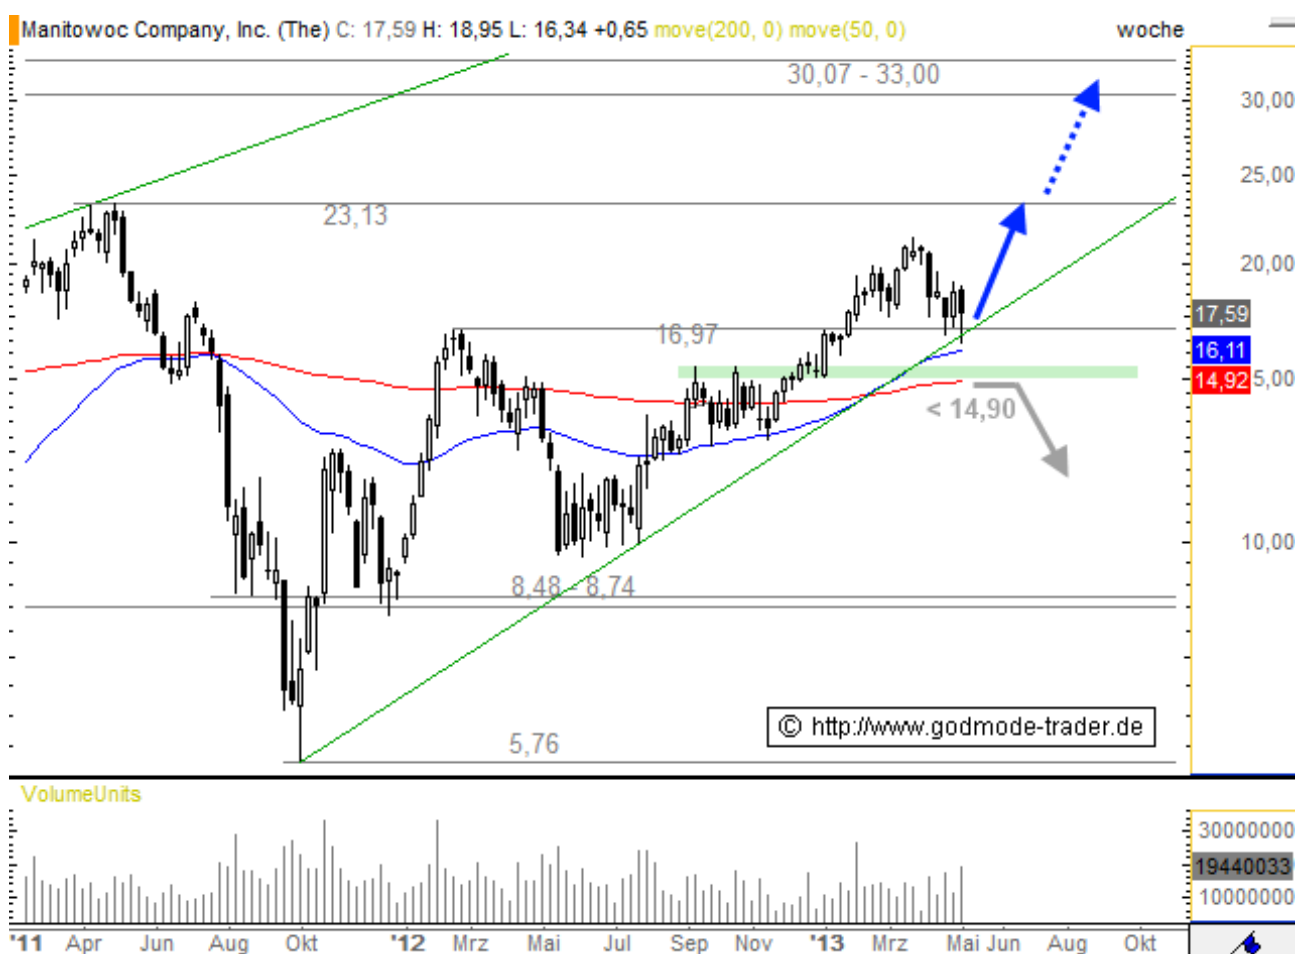 Manitowoc Company, Inc. (The) C: 17,59 H: 18,95 L: 16,34 +0,65 move(200, 0) move(50, 0) woche
30,07 - 33,00
30,00
25,00
23,13
20,00
17,59
16,97
16,11
14,92 5,00
< 14,90
10,00
8,48 - 8,74
© http://www.godmode-trader.de
5,76
VolumeUnits
30000000
19440033
10000000
'11 Apr Jun Aug Okt '12 Mrz Mai Jul Sep Nov '13 Mrz Mai Jun Aug Okt